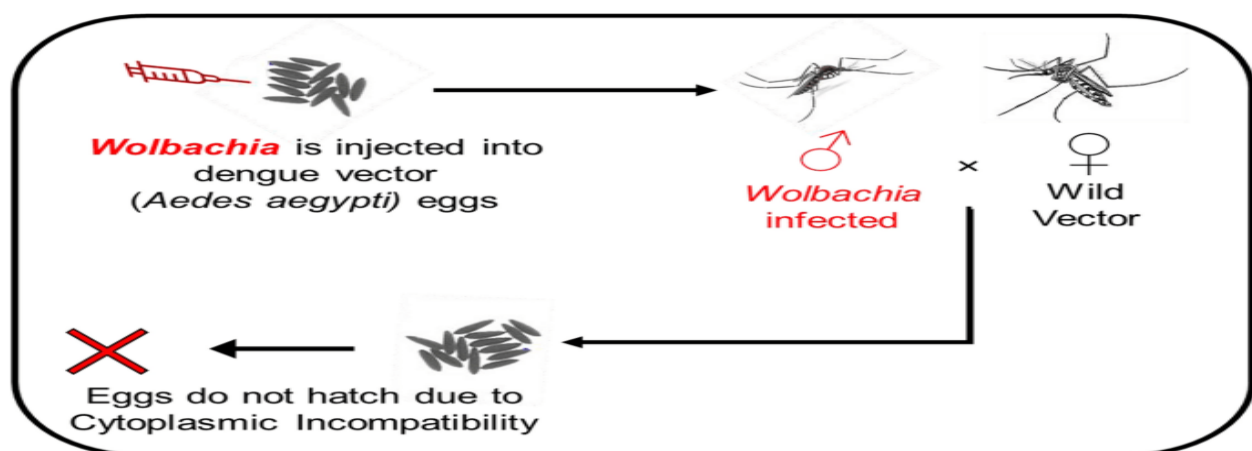 Wolbachia is injected into
dengue vector
(Aedes aegypti) eggs
♂
Wolbachia
infected
×
♀
Wild
Vector
Eggs do not hatch due to
Cytoplasmic Incompatibility